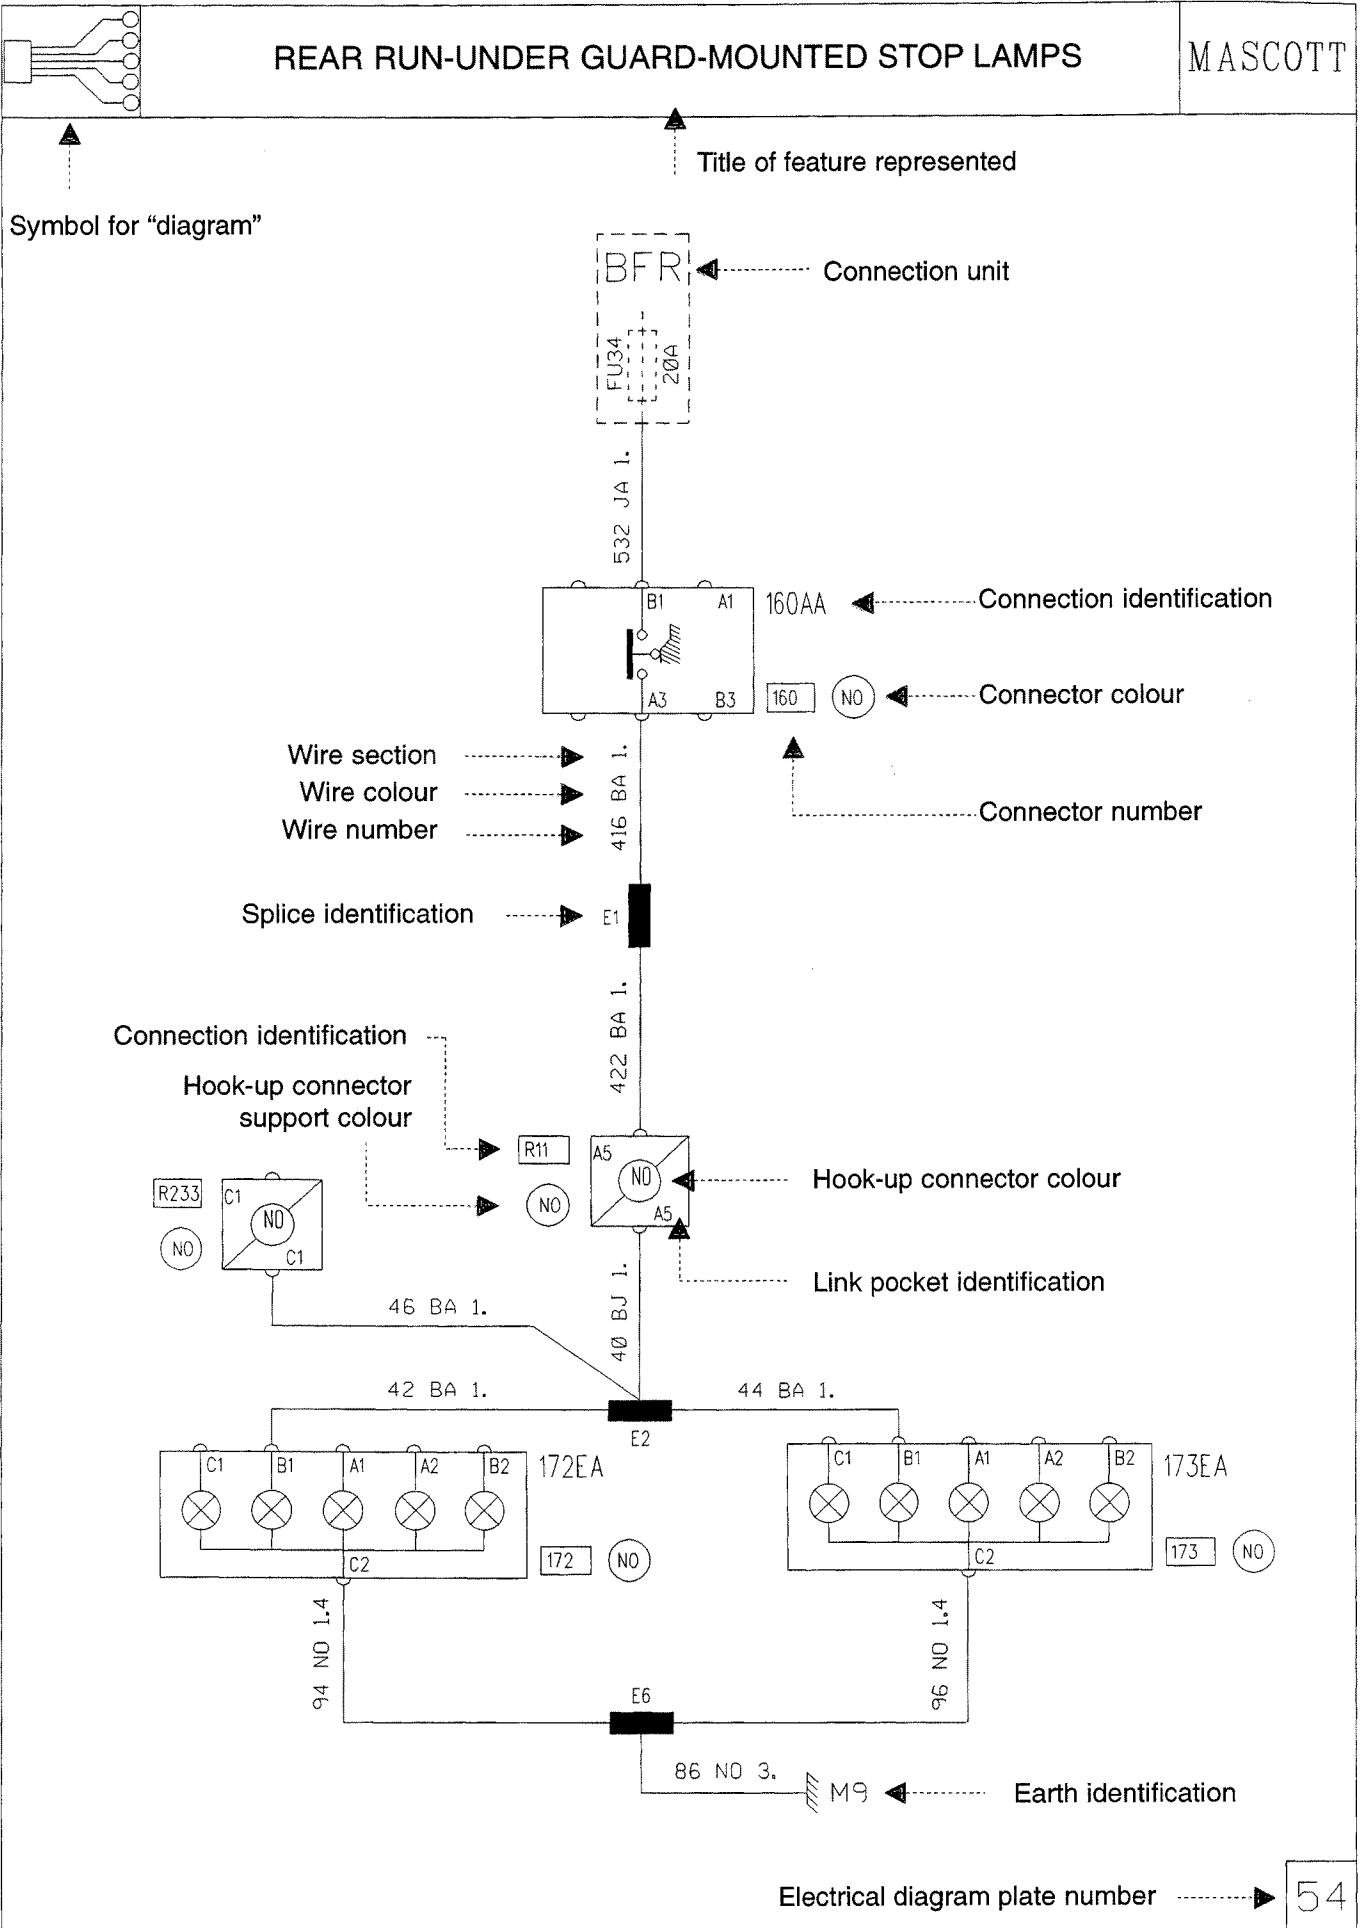 REAR RUN-UNDER GUARD-MOUNTED STOP LAMPS
MASCOTT
Title of feature represented
Symbol for “diagram”
BFR
Connection unit
FU34
20A
532 JA 1.
B1
A1
160AA
Connection identification
A3
B3
160
NO
Connector colour
Wire section
Wire colour
Wire number
416 BA 1.
Connector number
Splice identification
E1
422 BA 1.
Connection identification
Hook-up connector
support colour
R11
NO
A5
NO
A5
Hook-up connector colour
Link pocket identification
R233
NO
C1
NO
C1
46 BA 1.
40 BJ 1.
42 BA 1.
44 BA 1.
E2
C1 B1 A1 A2 B2
172EA
C2
172
NO
C1 B1 A1 A2 B2
173EA
C2
173
NO
94 NO 1.4
96 NO 1.4
E6
86 NO 3.
M9
Earth identification
Electrical diagram plate number
54